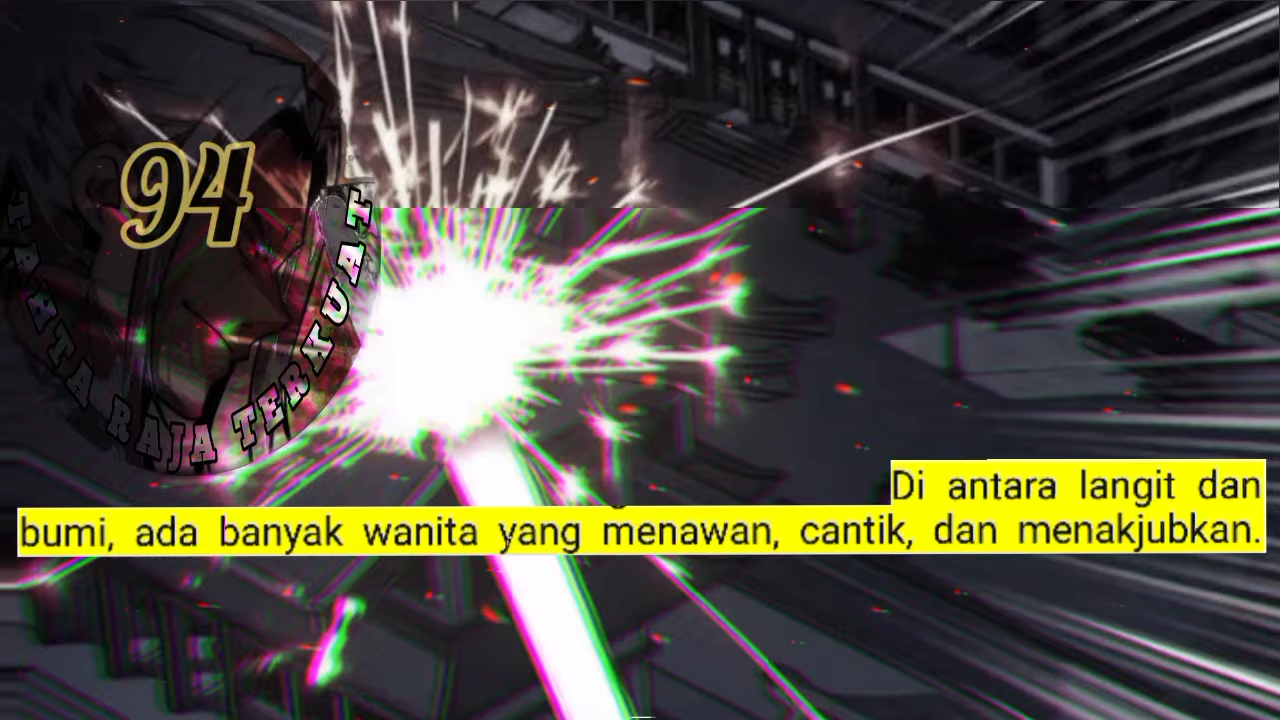 94
TAHTA RAJA TERKUAT
Di antara langit dan
bumi, ada banyak wanita yang menawan, cantik, dan menakjubkan.